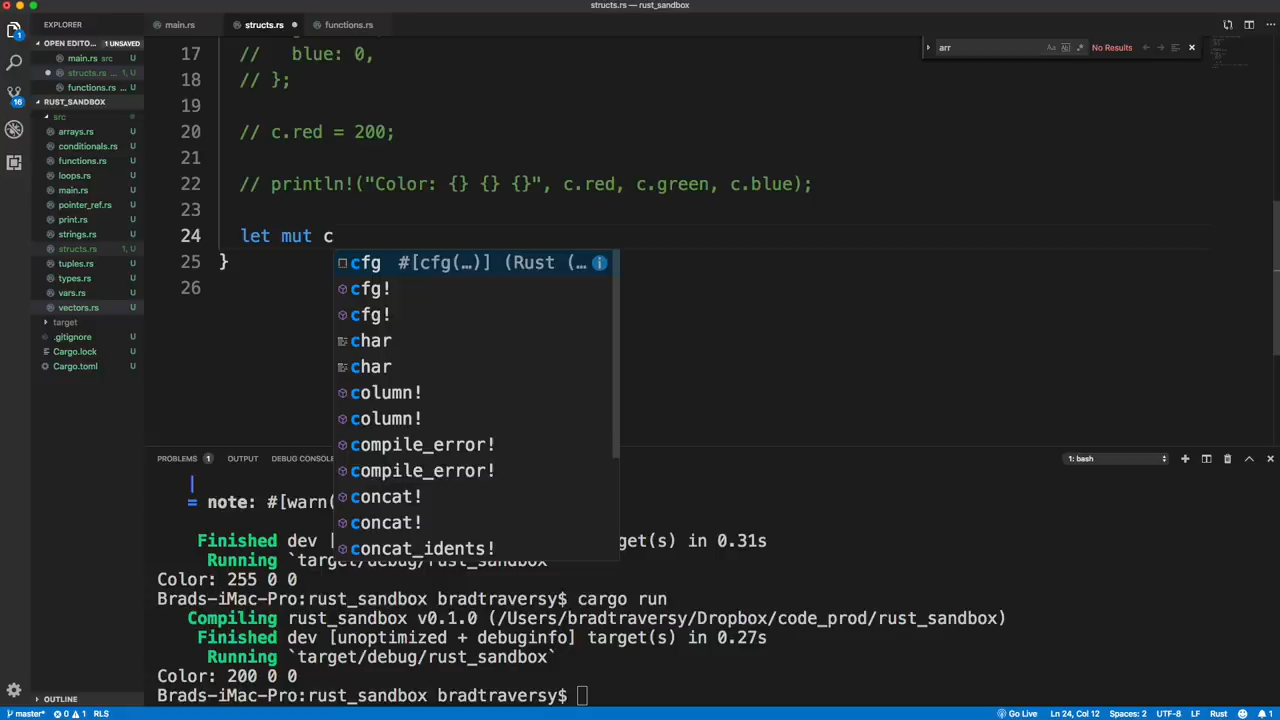 structs.rs — rust_sandbox
EXPLORER
main.rs
structs.rs
functions.rs
OPEN EDITO... 1 UNSAVED
main.rs src
structs.rs ... 1, U
functions.rs ... U
RUST_SANDBOX
src
arrays.rs U
conditionals.rs U
functions.rs U
loops.rs U
main.rs U
pointer_ref.rs U
print.rs U
strings.rs U
structs.rs 1, U
tuples.rs U
types.rs U
vars.rs U
vectors.rs U
target
.gitignore U
Cargo.lock U
Cargo.toml U
OUTLINE
arr
No Results
17 // blue: 0,
18 // };
19
20 // c.red = 200;
21
22 // println!("Color: {} {} {}", c.red, c.green, c.blue);
23
24 let mut c
25 }
26
cfg #[cfg(…)] (Rust (…
cfg!
cfg!
char
char
column!
column!
compile_error!
compile_error!
concat!
concat!
concat_idents!
PROBLEMS 1 OUTPUT DEBUG CONSOL
1: bash
|
= note: #[warn(
Finished dev [ get(s) in 0.31s
Running `target/debug/rust_sandbox`
Color: 255 0 0
Brads-iMac-Pro:rust_sandbox bradtraversy$ cargo run
Compiling rust_sandbox v0.1.0 (/Users/bradtraversy/Dropbox/code_prod/rust_sandbox)
Finished dev [unoptimized + debuginfo] target(s) in 0.27s
Running `target/debug/rust_sandbox`
Color: 200 0 0
Brads-iMac-Pro:rust_sandbox bradtraversy$
master* 0 1 RLS
Go Live Ln 24, Col 12 Spaces: 2 UTF-8 LF Rust 1